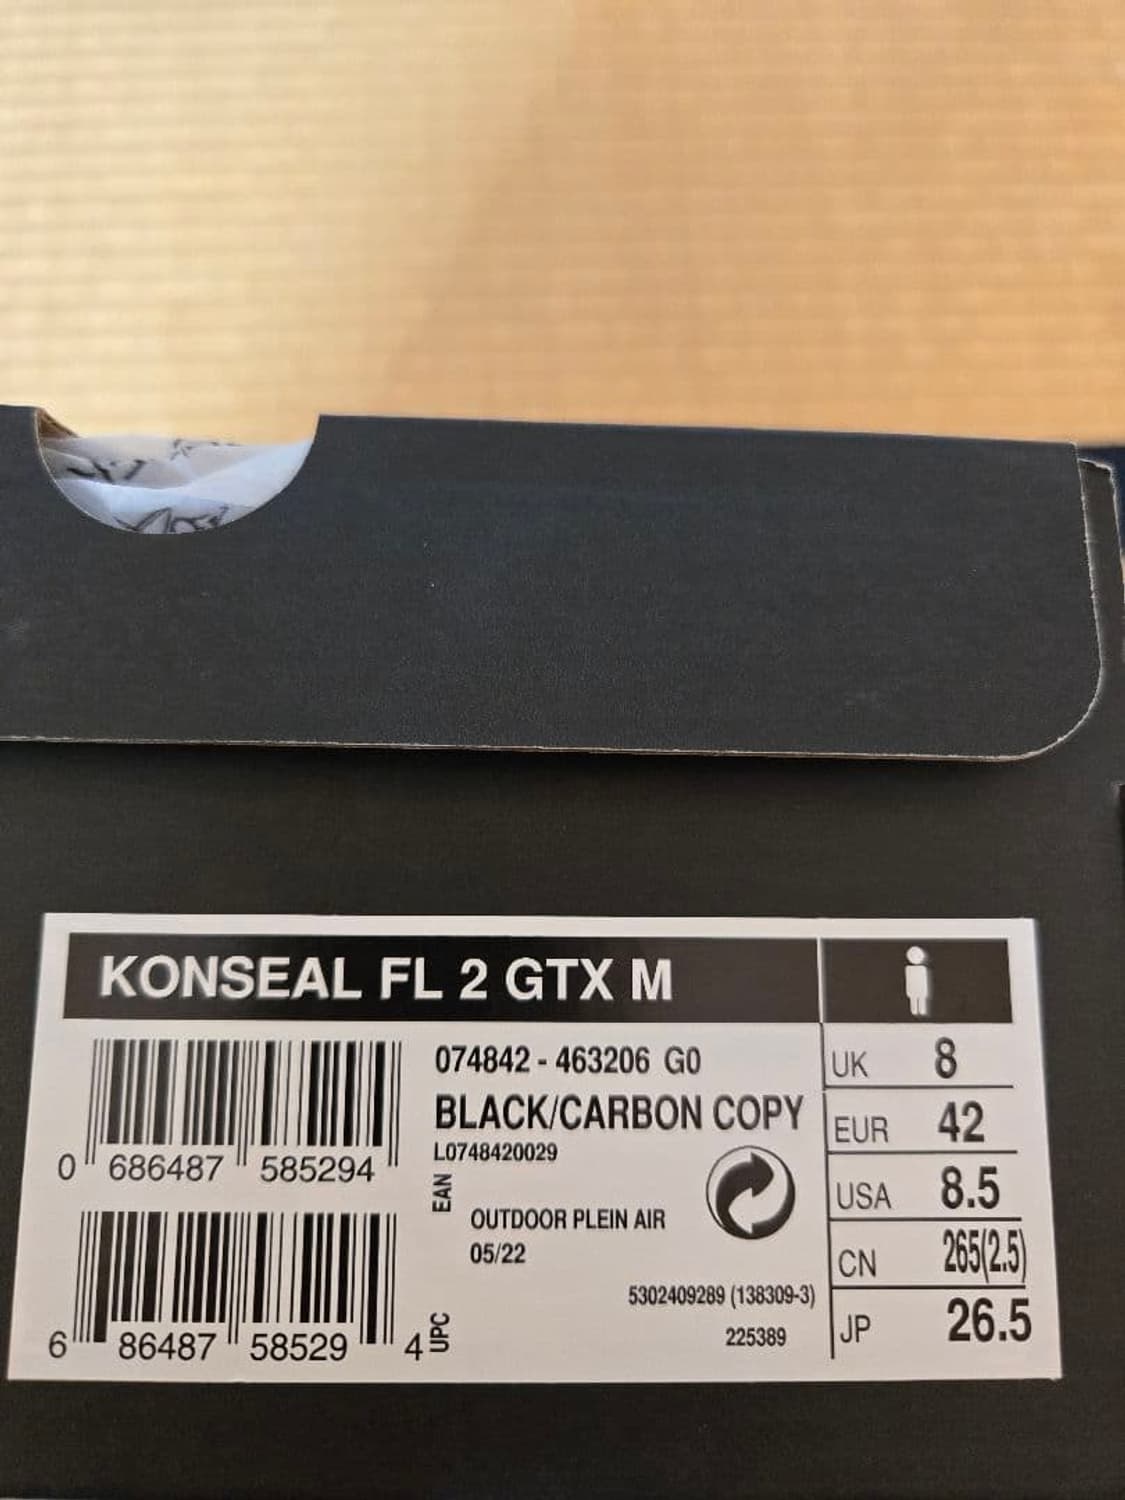 KONSEAL FL 2 GTX M
0 686487 585294
EAN
6 86487 58529 4
UPC
074842 - 463206 G0
BLACK/CARBON COPY
L0748420029
OUTDOOR PLEIN AIR
05/22
5302409289 (138309-3)
225389
UK 8
EUR 42
USA 8.5
CN 265(2.5)
JP 26.5